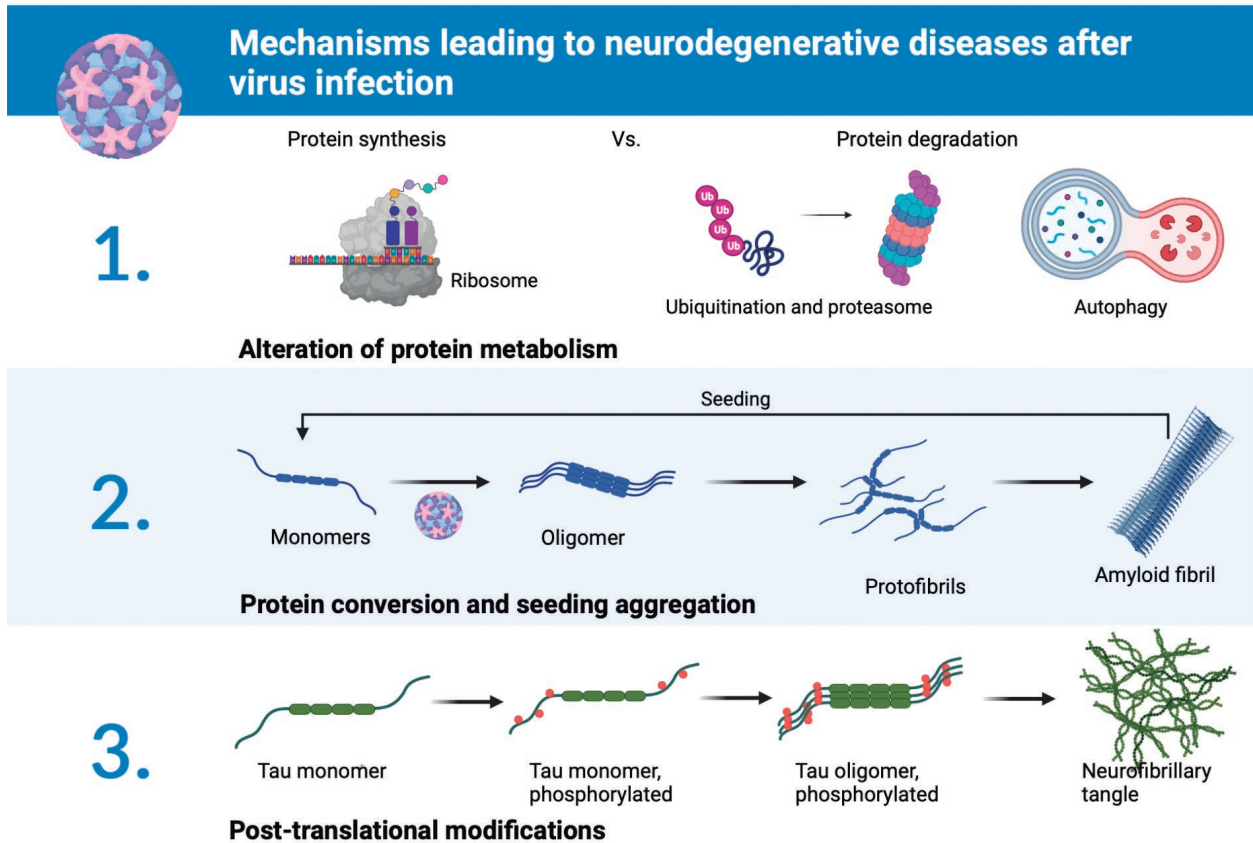 Mechanisms leading to neurodegenerative diseases after
virus infection
Protein synthesis
Vs.
Protein degradation
1.
Ub
Ub
Ub
Ub
Ribosome
Ubiquitination and proteasome
Autophagy
Alteration of protein metabolism
Seeding
2.
Monomers
Oligomer
Protofibrils
Amyloid fibril
Protein conversion and seeding aggregation
3.
Tau monomer
Tau monomer,
phosphorylated
Tau oligomer,
phosphorylated
Neurofibrillary
tangle
Post-translational modifications